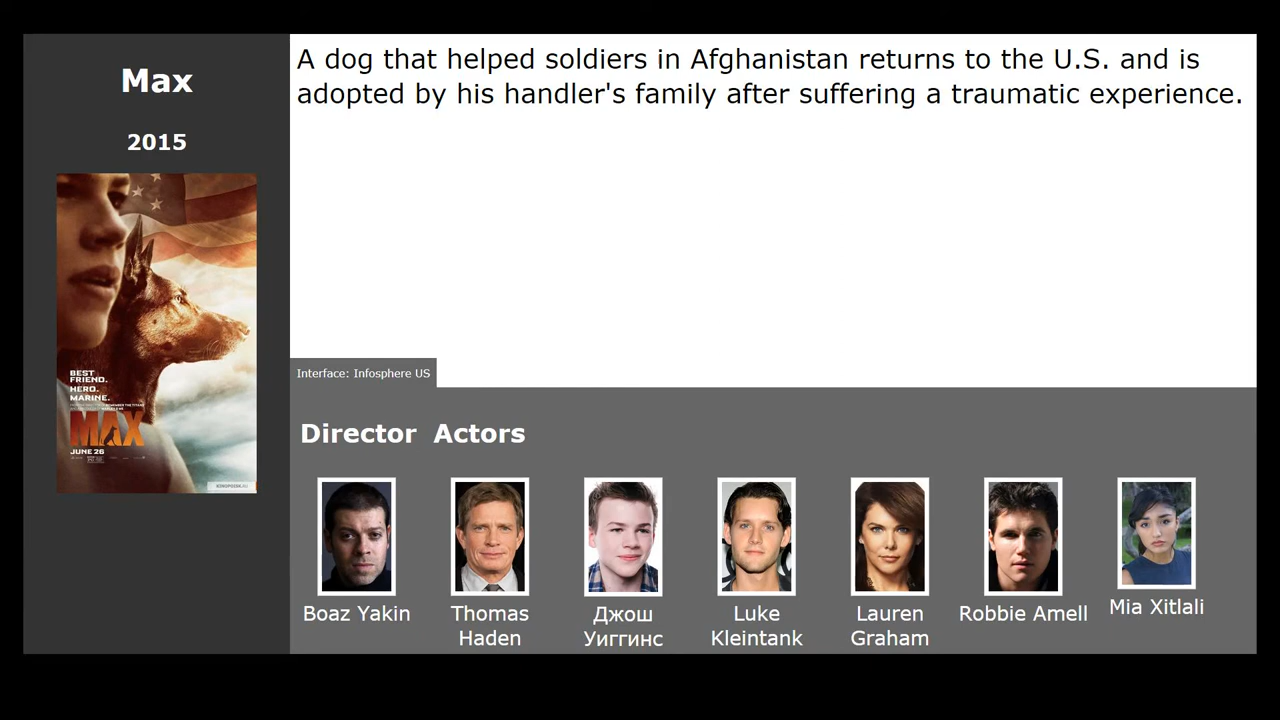 Max
2015
BEST
FRIEND.
HERO.
MARINE.
MAX
JUNE 26
A dog that helped soldiers in Afghanistan returns to the U.S. and is
adopted by his handler's family after suffering a traumatic experience.
Interface: Infosphere US
Director Actors
Boaz Yakin
Thomas
Haden
Джош
Уиггинс
Luke
Kleintank
Lauren
Graham
Robbie Amell
Mia Xitlali